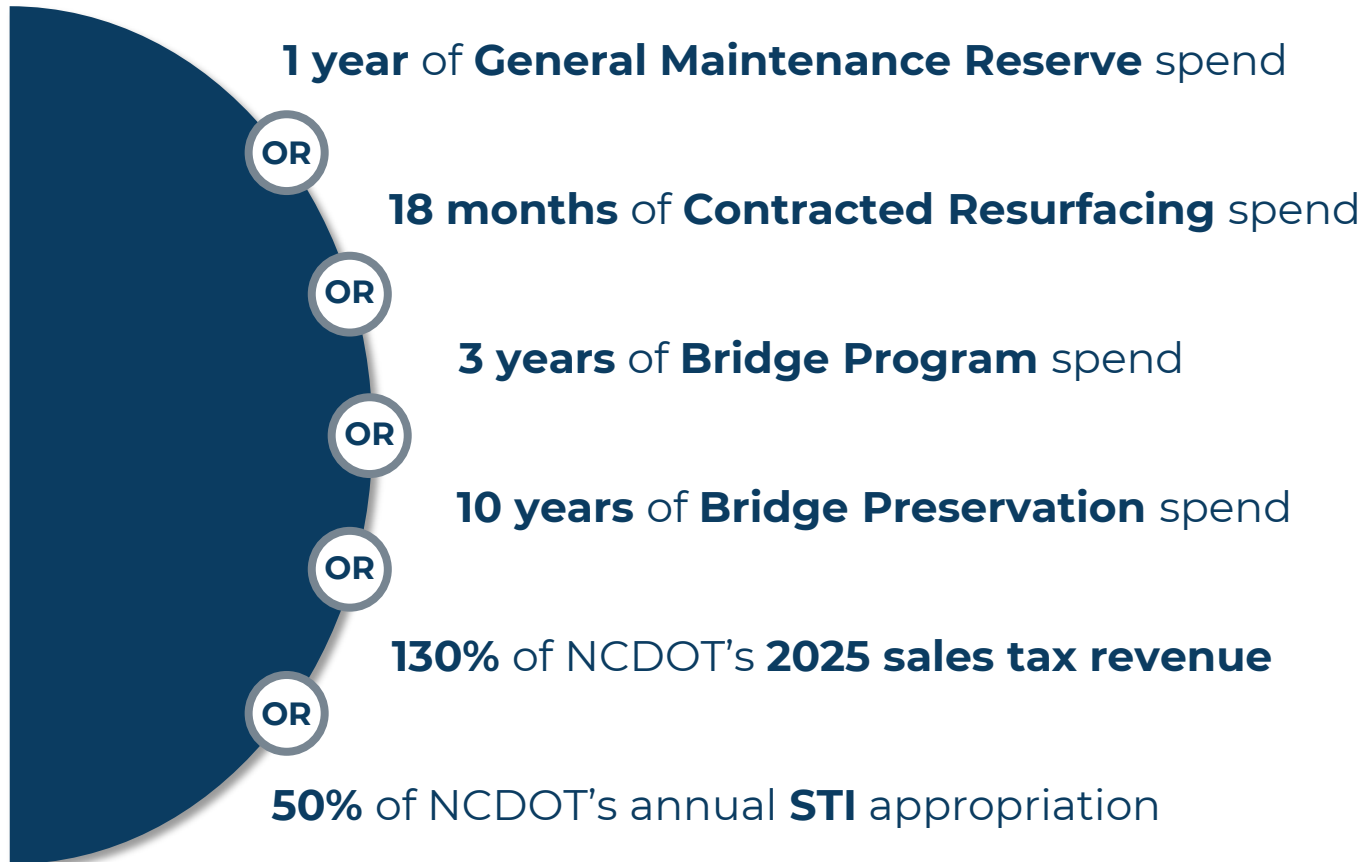 1 year of General Maintenance Reserve spend
OR
18 months of Contracted Resurfacing spend
OR
3 years of Bridge Program spend
OR
10 years of Bridge Preservation spend
OR
130% of NCDOT’s 2025 sales tax revenue
OR
50% of NCDOT’s annual STI appropriation